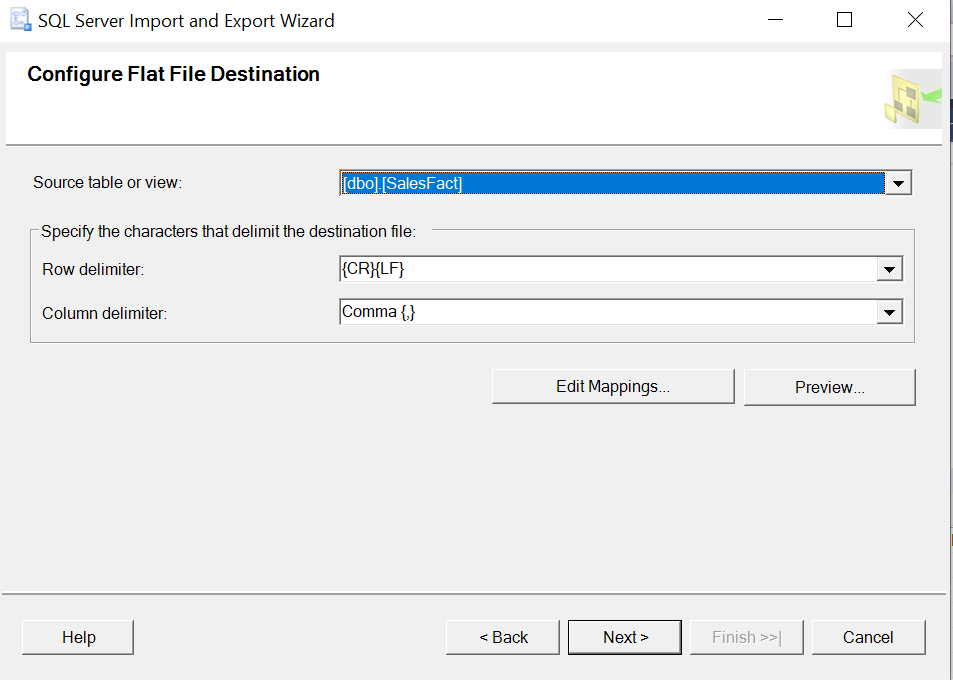 SQL Server Import and Export Wizard
Configure Flat File Destination
Source table or view: [dbo].[SalesFact]
Specify the characters that delimit the destination file:
Row delimiter: {CR}{LF}
Column delimiter: Comma {,}
Edit Mappings... Preview...
Help < Back Next > Finish >>| Cancel